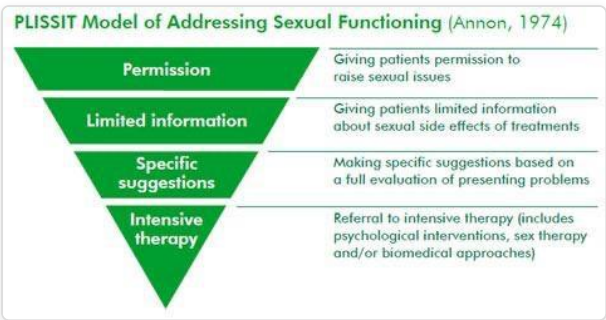 PLISSIT Model of Addressing Sexual Functioning (Annon, 1974)
Permission
Giving patients permission to
raise sexual issues
Limited information
Giving patients limited information
about sexual side effects of treatments
Specific
suggestions
Making specific suggestions based on
a full evaluation of presenting problems
Intensive
therapy
Referral to intensive therapy (includes
psychological interventions, sex therapy
and/or biomedical approaches)